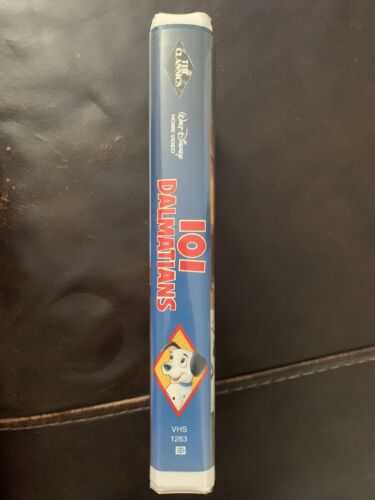 THE
CLASSICS
Walt Disney
HOME VIDEO
101
DALMATIANS
VHS
1263